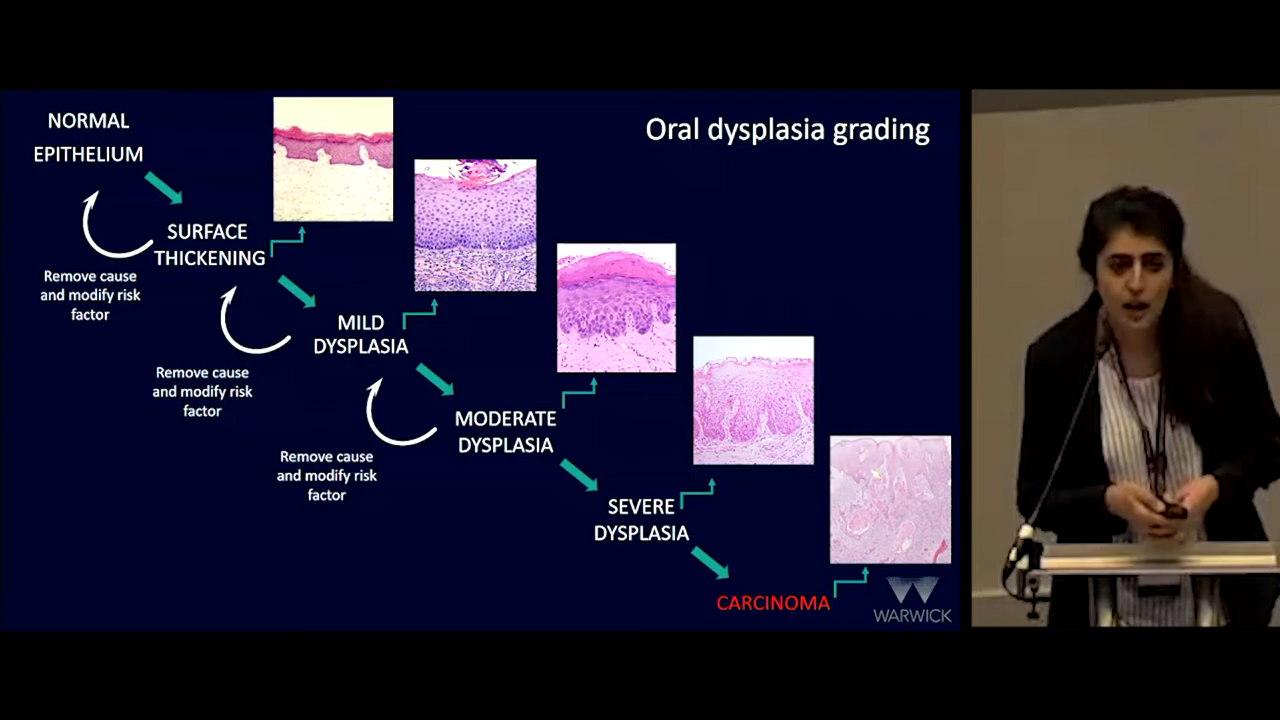 Oral dysplasia grading
NORMAL
EPITHELIUM
SURFACE
THICKENING
Remove cause
and modify risk
factor
MILD
DYSPLASIA
Remove cause
and modify risk
factor
MODERATE
DYSPLASIA
Remove cause
and modify risk
factor
SEVERE
DYSPLASIA
CARCINOMA
WARWICK